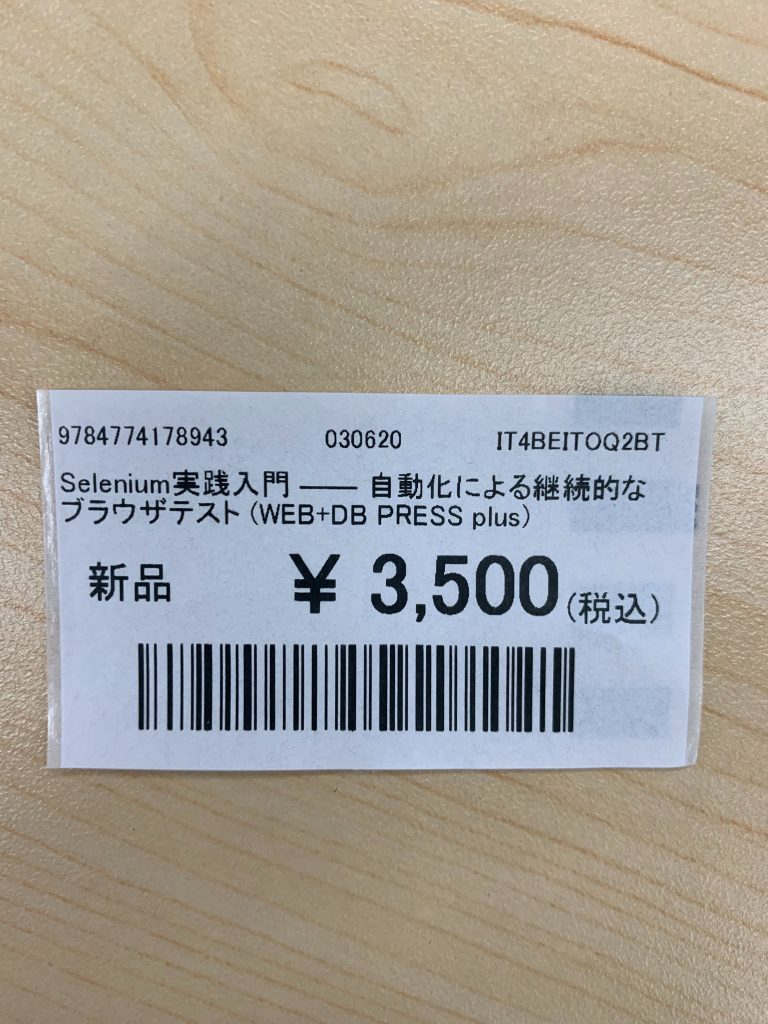 9784774178943 030620 IT4BEITOQ2BT
Selenium実践入門 ―― 自動化による継続的な
ブラウザテスト (WEB+DB PRESS plus)
新品 ¥ 3,500 (税込)